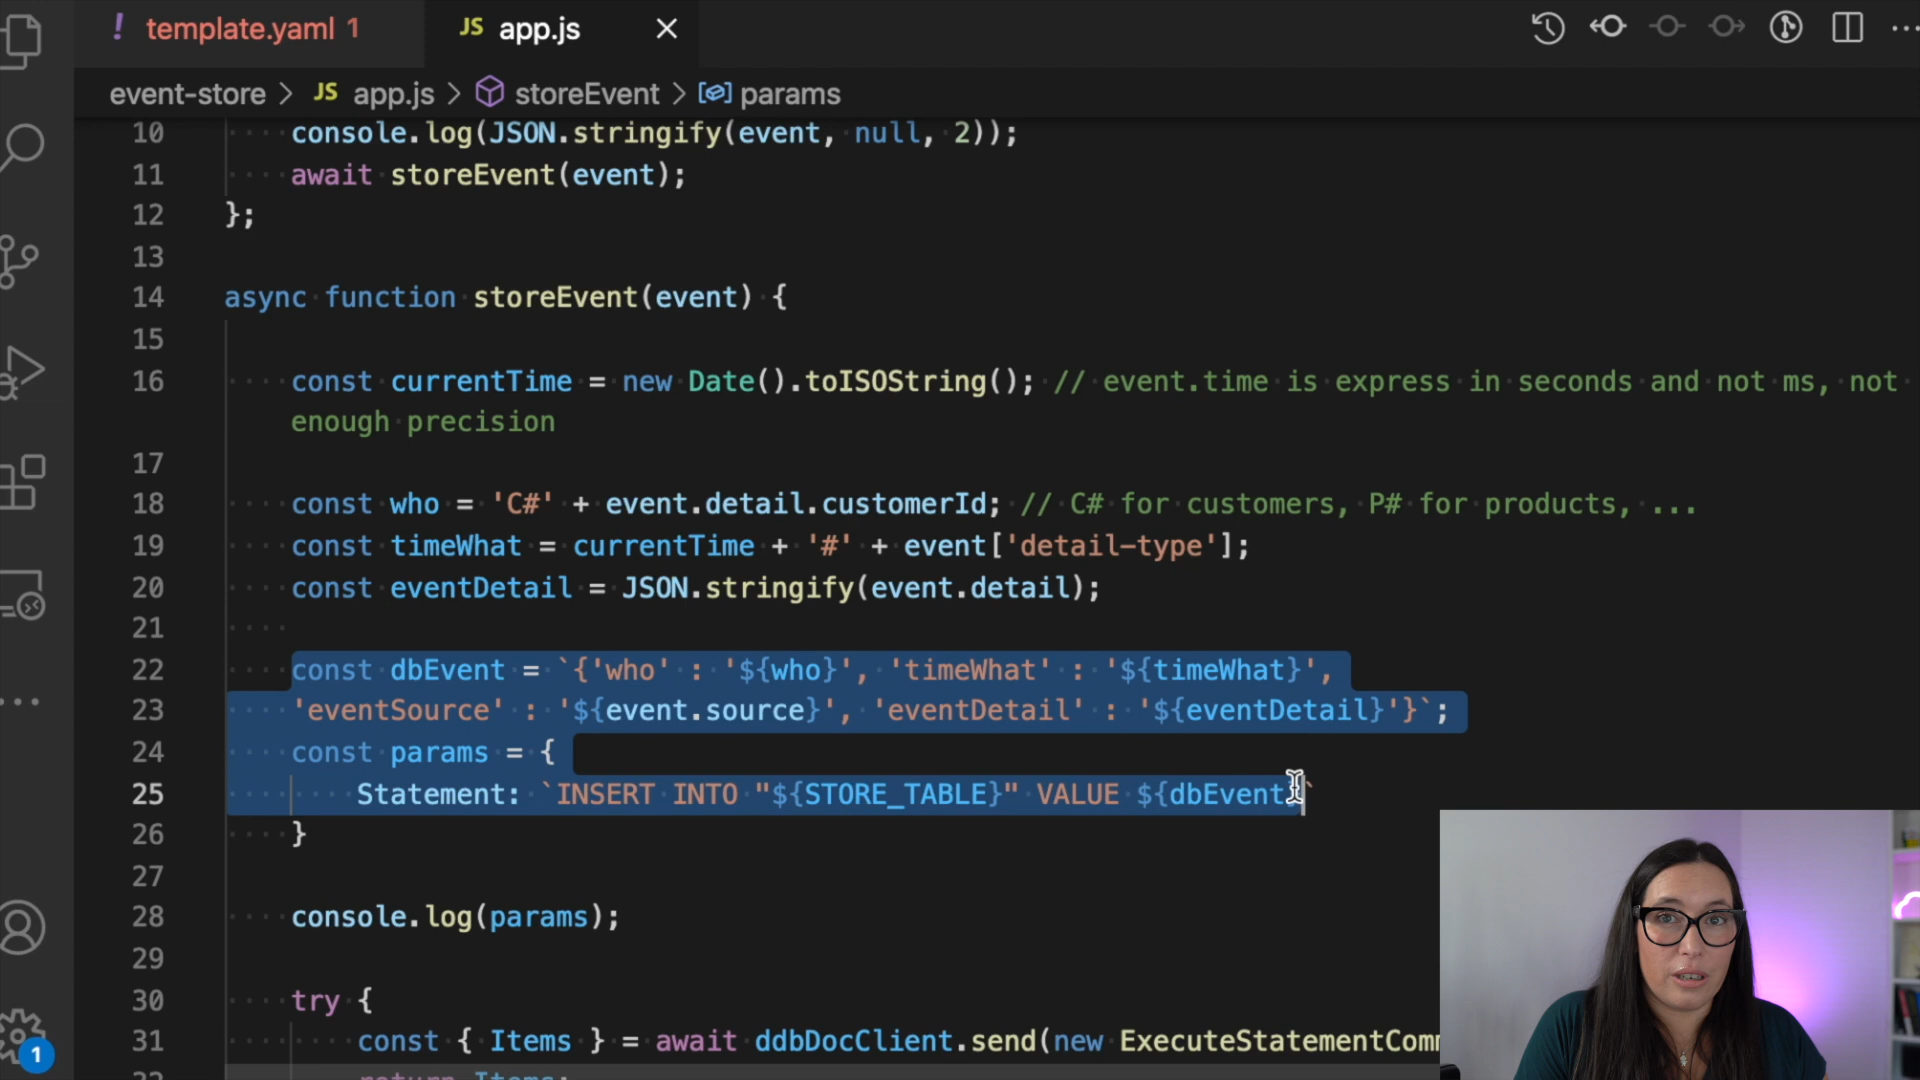 ! template.yaml 1
JS app.js
event-store > JS app.js > storeEvent > params
10 console.log(JSON.stringify(event, null, 2));
11 await storeEvent(event);
12 };
13
14 async function storeEvent(event) {
15
16 const currentTime = new Date().toISOString(); // event.time is express in seconds and not ms, not
enough precision
17
18 const who = 'C#' + event.detail.customerId; // C# for customers, P# for products, ...
19 const timeWhat = currentTime + '#' + event['detail-type'];
20 const eventDetail = JSON.stringify(event.detail);
21
22 const dbEvent = `{'who' : '${who}', 'timeWhat' : '${timeWhat}',
23 'eventSource' : '${event.source}', 'eventDetail' : '${eventDetail}'}`;
24 const params = {
25 Statement: `INSERT INTO "${STORE_TABLE}" VALUE ${dbEvent}`
26 }
27
28 console.log(params);
29
30 try {
31 const { Items } = await ddbDocClient.send(new ExecuteStatementComm
1